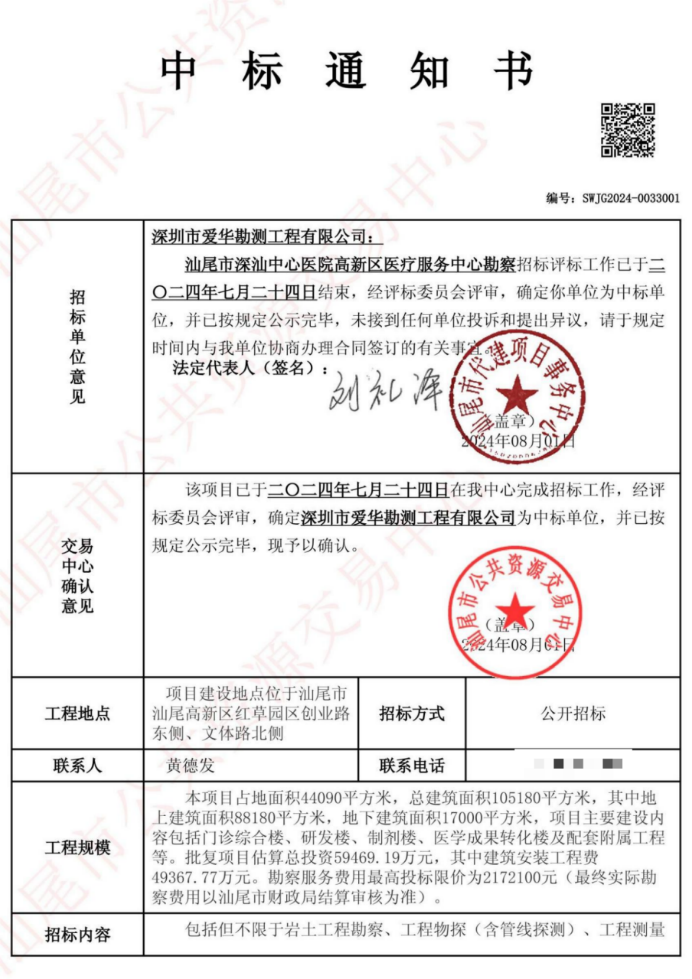 中标通知书
编号：SWJG2024-0033001
招标单位意见
深圳市爱华勘测工程有限公司：
汕尾市深汕中心医院高新区医疗服务中心勘察招标评标工作已于二
〇二四年七月二十四日结束，经评标委员会评审，确定你单位为中标单
位，并已按规定公示完毕，未接到任何单位投诉和提出异议，请于规定
时间内与我单位协商办理合同签订的有关事宜。
法定代表人（签名）：
汕尾市代建项目事务中心
（盖章）
2024年08月01日
交易
中心
确认
意见
该项目已于二〇二四年七月二十四日在我中心完成招标工作，经评
标委员会评审，确定深圳市爱华勘测工程有限公司为中标单位，并已按
规定公示完毕，现予以确认。
汕尾市公共资源交易中心
（盖章）
2024年08月01日
工程地点
项目建设地点位于汕尾市
汕尾高新区红草园区创业路
东侧、文体路北侧
招标方式
公开招标
联系人
黄德发
联系电话
工程规模
本项目占地面积44090平方米，总建筑面积105180平方米，其中地
上建筑面积88180平方米，地下建筑面积17000平方米，项目主要建设内
容包括门诊综合楼、研发楼、制剂楼、医学成果转化楼及配套附属工程
等。批复项目估算总投资59469.19万元，其中建筑安装工程费
49367.77万元。勘察服务费用最高投标限价为2172100元（最终实际勘
察费用以汕尾市财政局结算审核为准）。
招标内容
包括但不限于岩土工程勘察、工程物探（含管线探测）、工程测量
汕尾市公共资源交易中心